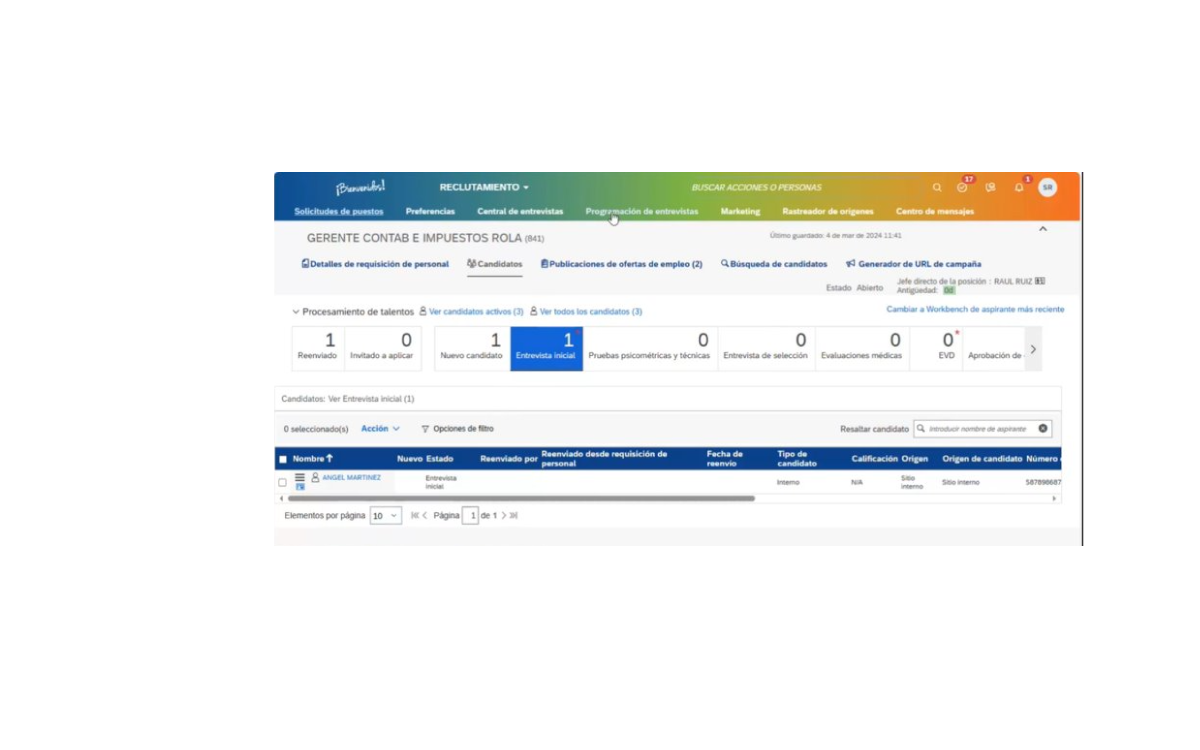 ¡Bienvenidos! RECLUTAMIENTO BUSCAR ACCIONES O PERSONAS 17 1 SR
Solicitudes de puestos Preferencias Central de entrevistas Programación de entrevistas Marketing Rastreador de orígenes Centro de mensajes
GERENTE CONTAB E IMPUESTOS ROLA (841) Último guardado: 4 de mar de 2024 11:41
Detalles de requisición de personal Candidatos Publicaciones de ofertas de empleo (2) Búsqueda de candidatos Generador de URL de campaña
Estado Abierto Jefe directo de la posición : RAUL RUIZ
Antigüedad: 0d
Procesamiento de talentos Ver candidatos activos (3) Ver todos los candidatos (3) Cambiar a Workbench de aspirante más reciente
1 0 1 1 0 0 0 0*
Reenviado Invitado a aplicar Nuevo candidato Entrevista inicial Pruebas psicométricas y técnicas Entrevista de selección Evaluaciones médicas EVD Aprobación de
Candidatos: Ver Entrevista inicial (1)
0 seleccionado(s) Acción Opciones de filtro Resaltar candidato Introducir nombre de aspirante
Nombre Nuevo Estado Reenviado por Reenviado desde requisición de personal Fecha de reenvío Tipo de candidato Calificación Origen Origen de candidato Número
ANGEL MARTINEZ Entrevista inicial Interno N/A Sitio interno Sitio interno 587898687
Elementos por página 10 Página 1 de 1